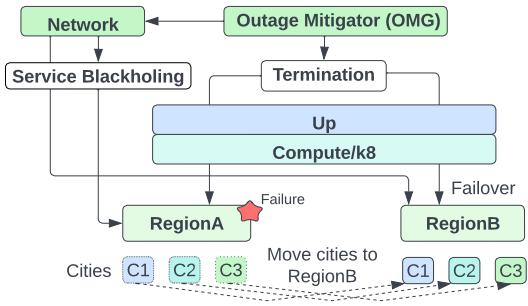 Network
Outage Mitigator (OMG)
Service Blackholing
Termination
Up
Compute/k8
Failover
Failure
RegionA
RegionB
Cities
C1
C2
C3
Move cities to
RegionB
C1
C2
C3